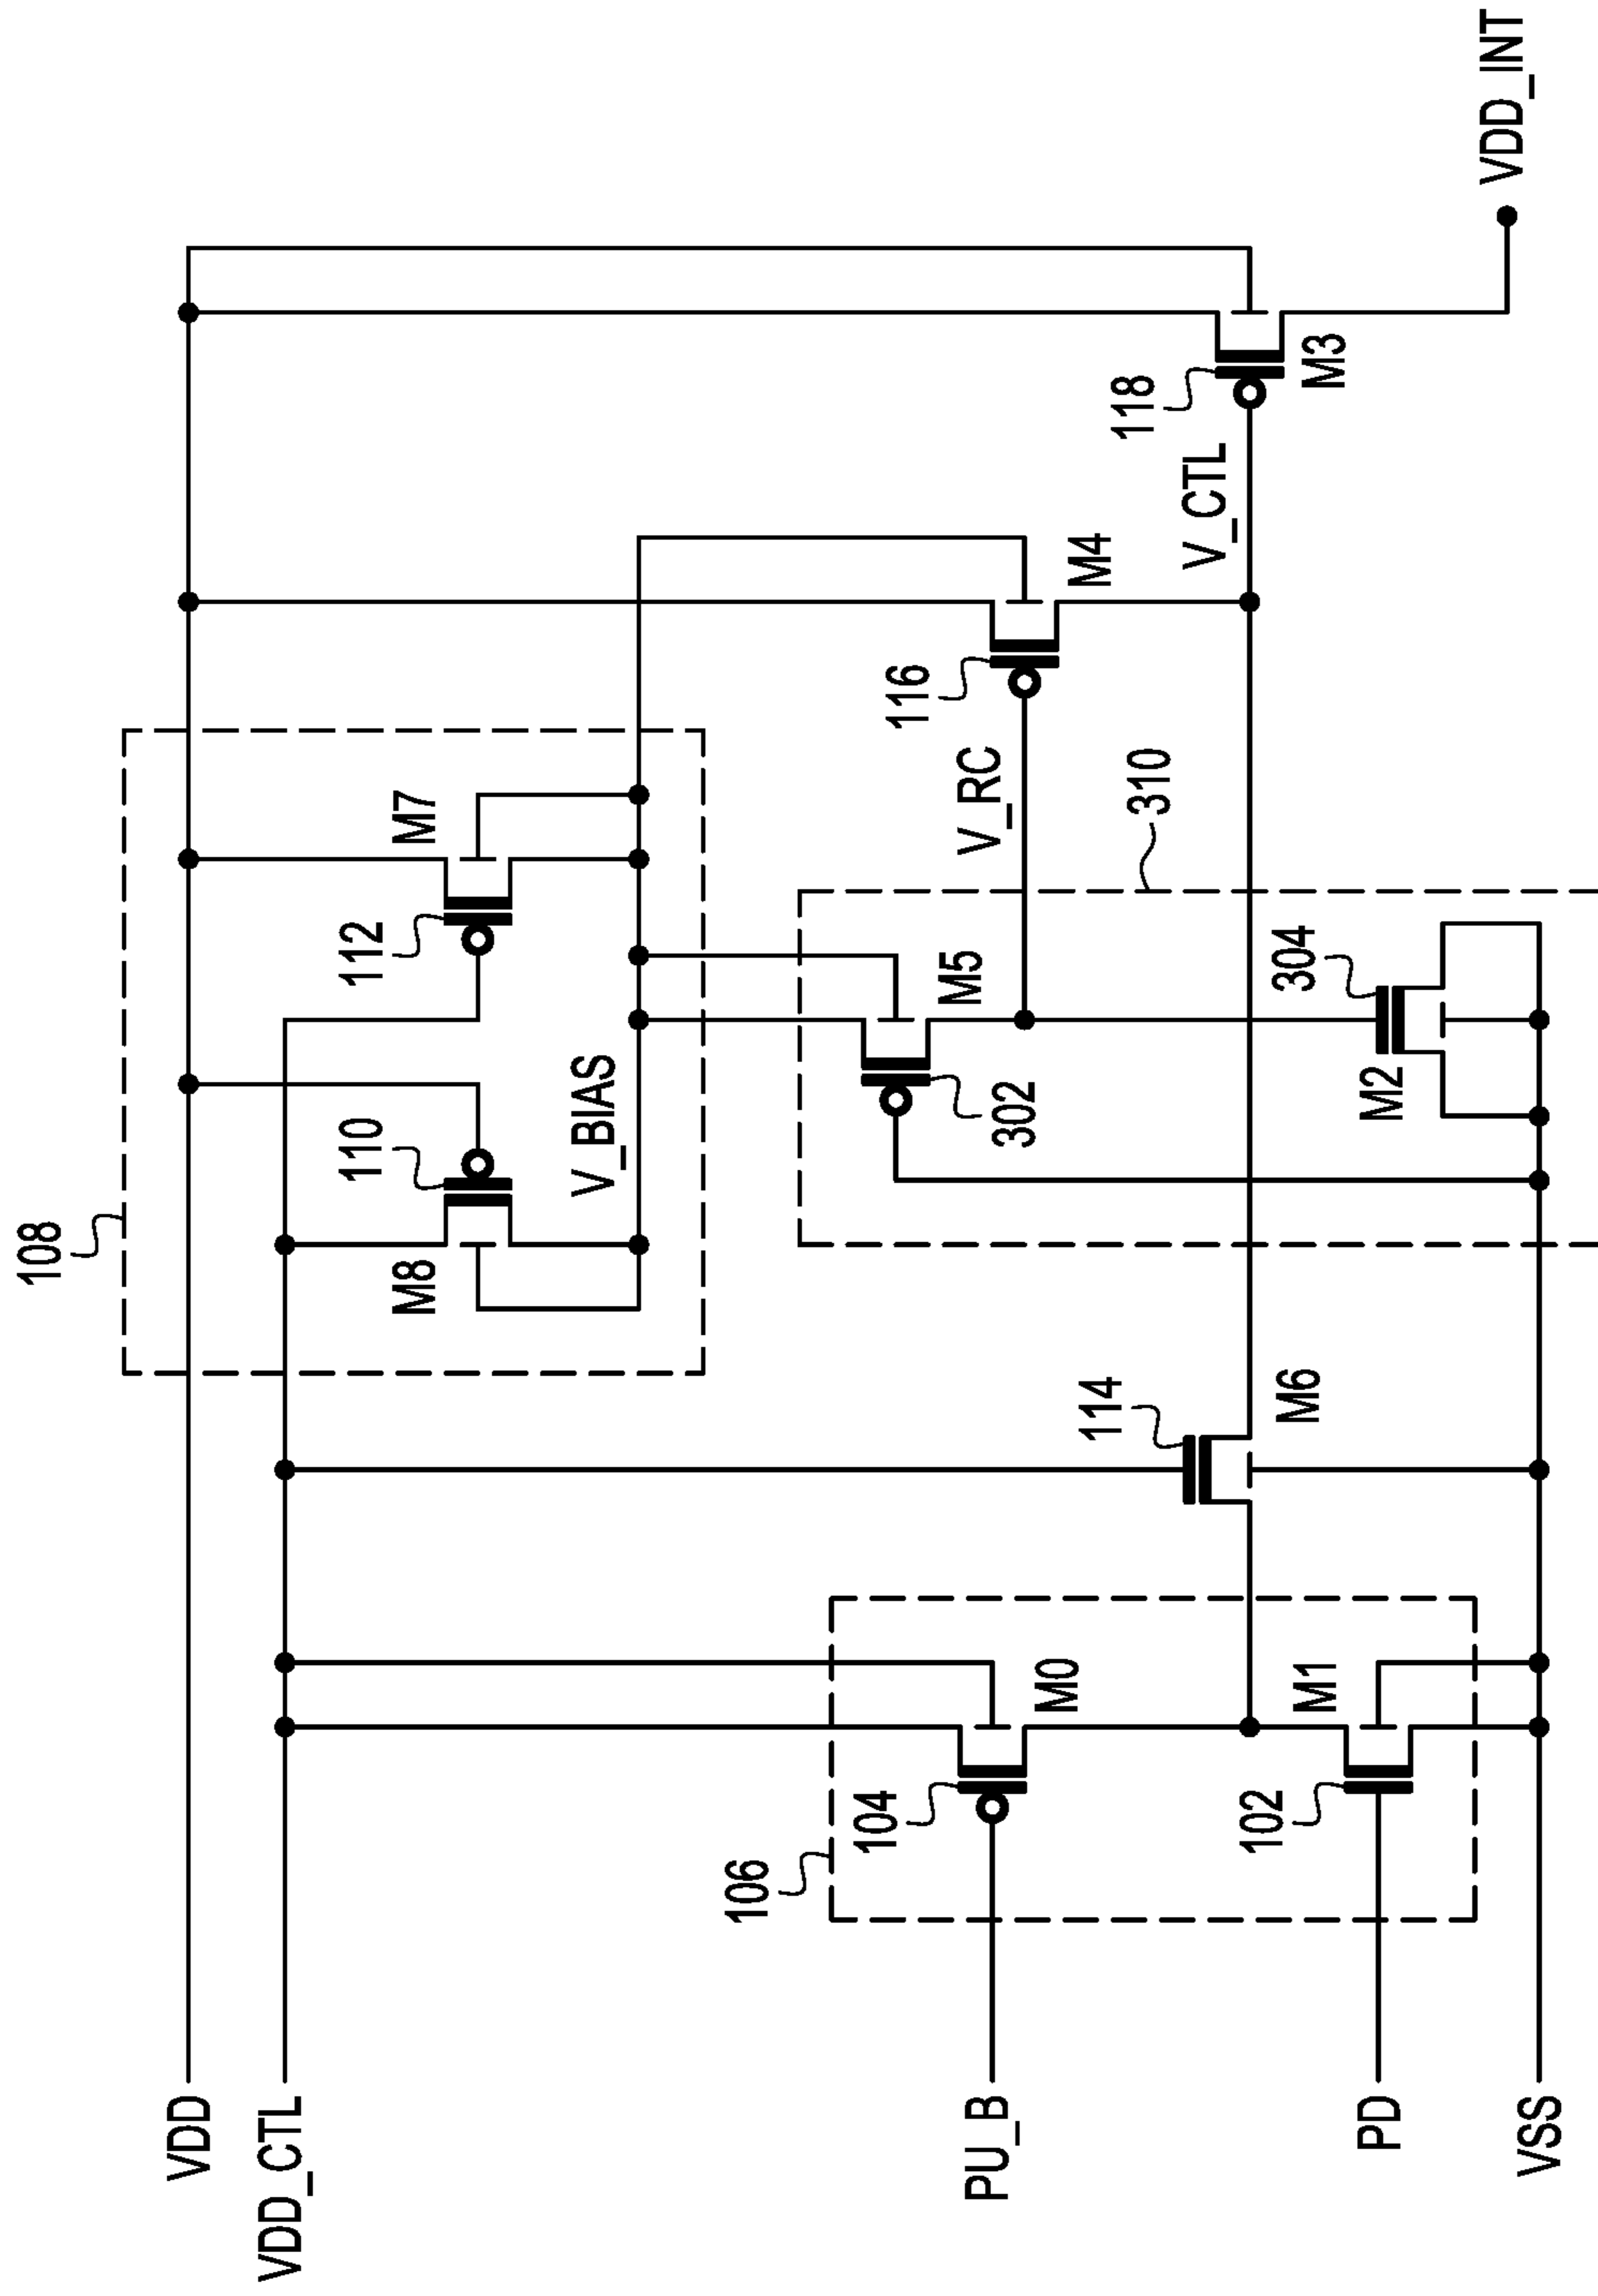 108
VDD
VDD_CTL
M8
110
112
M7
V_BIAS
106
104
M0
PU_B
102
M1
PD
VSS
114
M6
302
M5
V_RC
116
M4
310
M2
304
V_CTL
118
M3
VDD_INT